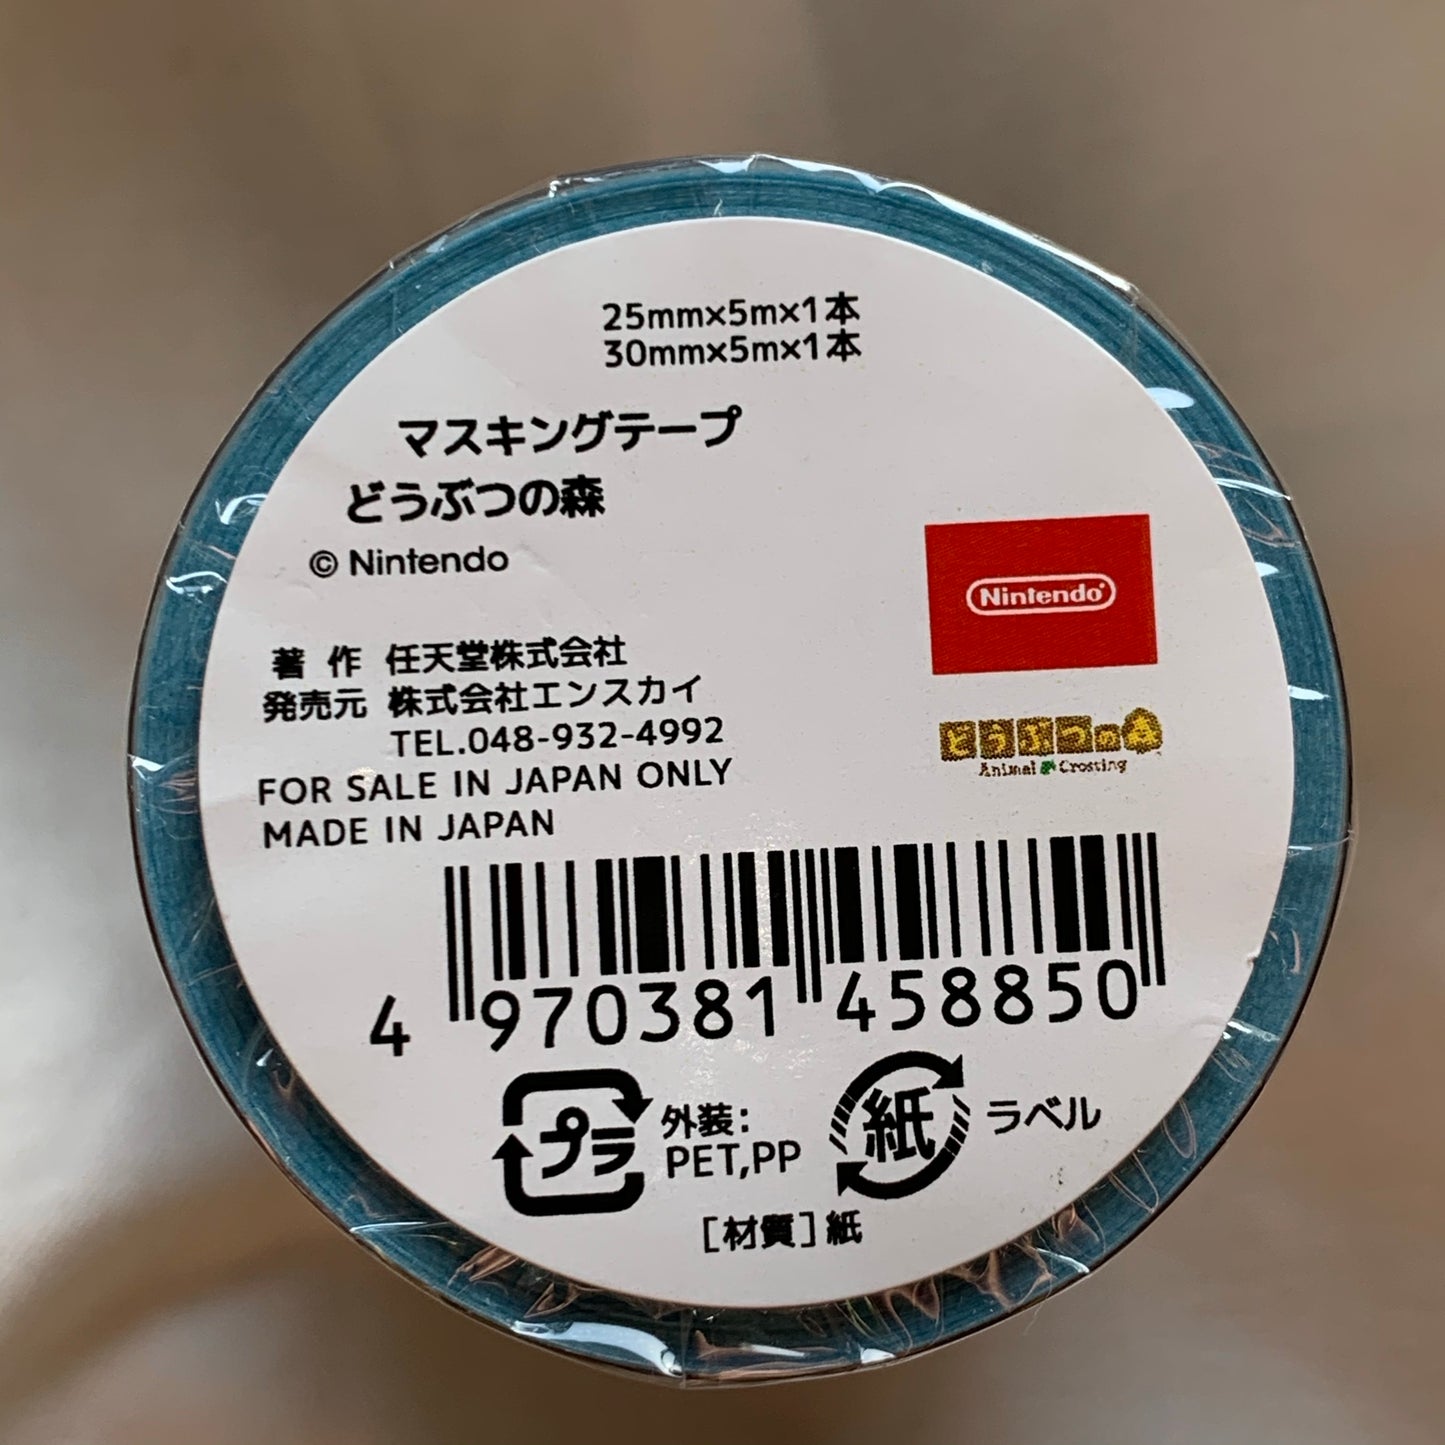 25mm×5m×1本
30mm×5m×1本
マスキングテープ
どうぶつの森
© Nintendo
Nintendo®
著 作 任天堂株式会社
発売元 株式会社エンスカイ
TEL.048-932-4992
どうぶつの森
Animal Crossing
FOR SALE IN JAPAN ONLY
MADE IN JAPAN
4 970381 458850
プラ 外装:
PET,PP
紙 ラベル
[材質]紙